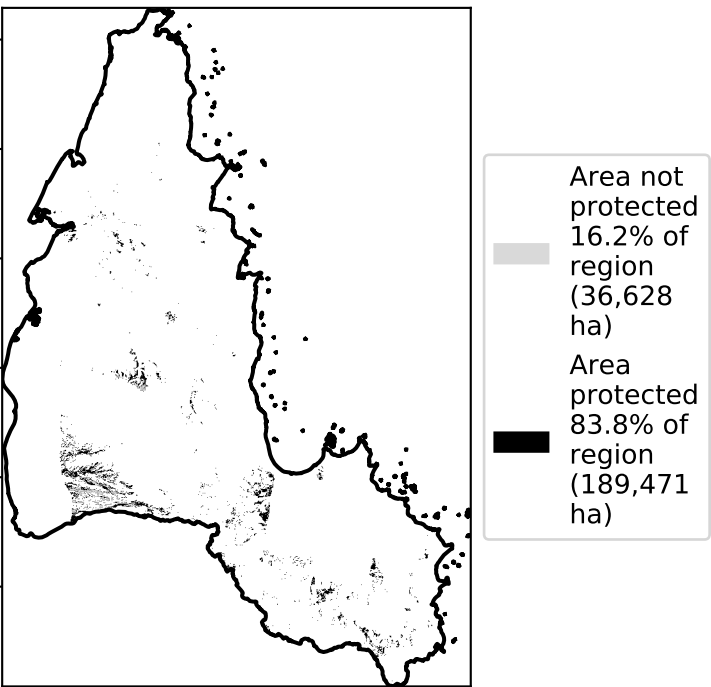 Area not
protected
16.2% of
region
(36,628
ha)
Area
protected
83.8% of
region
(189,471
ha)